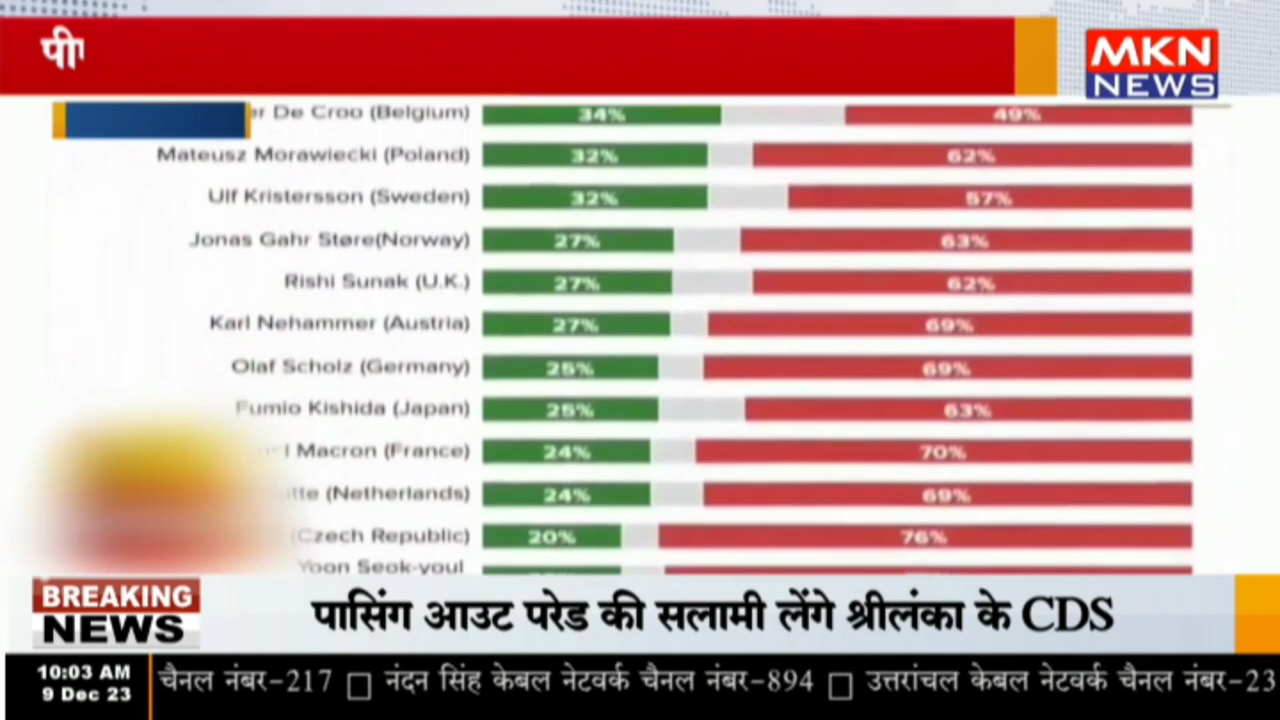 पी
MKN
NEWS
er De Croo (Belgium) 34% 49%
Mateusz Morawiecki (Poland) 32% 62%
Ulf Kristersson (Sweden) 32% 57%
Jonas Gahr Støre(Norway) 27% 63%
Rishi Sunak (U.K.) 27% 62%
Karl Nehammer (Austria) 27% 69%
Olaf Scholz (Germany) 25% 69%
Fumio Kishida (Japan) 25% 63%
Macron (France) 24% 70%
tte (Netherlands) 24% 69%
(Czech Republic) 20% 76%
Yoon Seok-youl
BREAKING
NEWS
पासिंग आउट परेड की सलामी लेंगे श्रीलंका के CDS
10:03 AM
9 Dec 23
चैनल नंबर-217 □ नंदन सिंह केबल नेटवर्क चैनल नंबर-894 □ उत्तरांचल केबल नेटवर्क चैनल नंबर-23